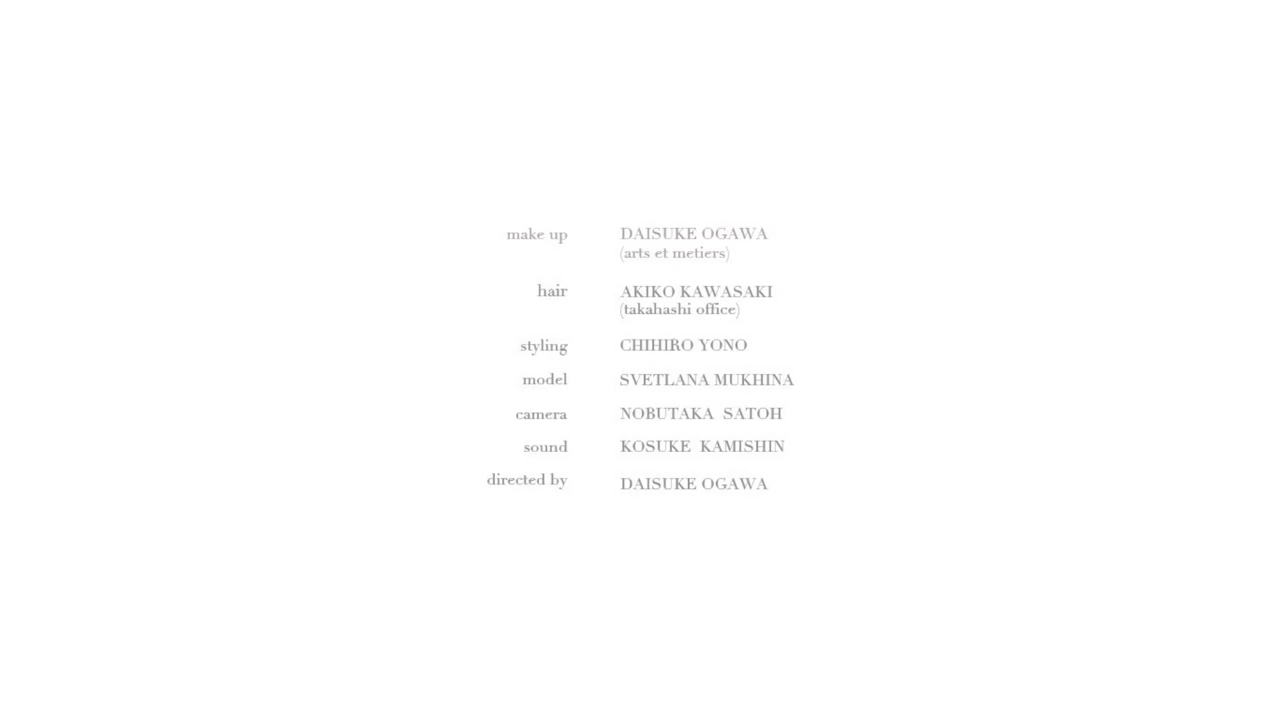 make up DAISUKE OGAWA
(arts et metiers)
hair AKIKO KAWASAKI
(takahashi office)
styling CHIHIRO YONO
model SVETLANA MUKHINA
camera NOBUTAKA SATOH
sound KOSUKE KAMISHIN
directed by DAISUKE OGAWA